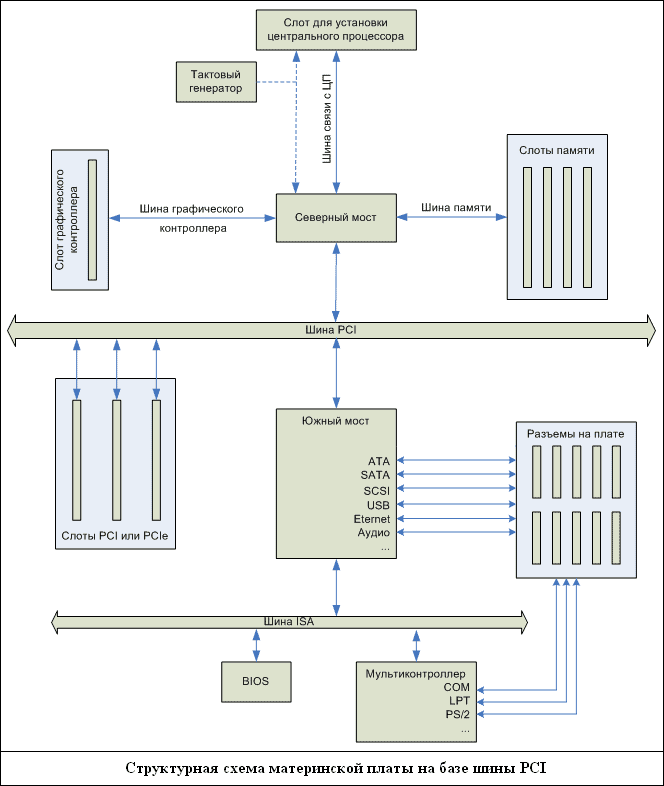 Слот для установки
центрального процессора
Тактовый
генератор
Шина связи с ЦП
Слот графического
контроллера
Шина графического
контроллера
Северный мост
Шина памяти
Слоты памяти
Шина PCI
Слоты PCI или PCIe
Южный мост
ATA
SATA
SCSI
USB
Eternet
Аудио
...
Разъемы на плате
Шина ISA
BIOS
Мультиконтроллер
COM
LPT
PS/2
...
Структурная схема материнской платы на базе шины PCI